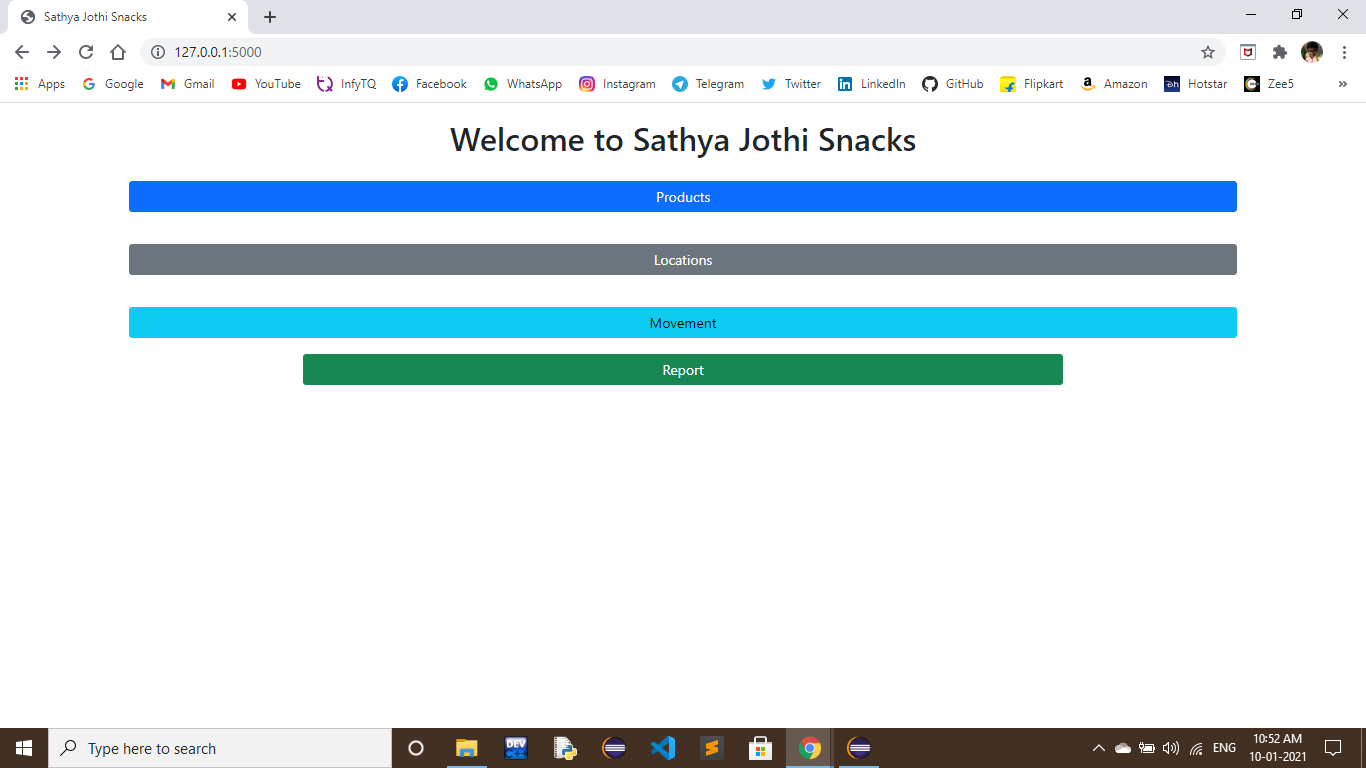 Sathya Jothi Snacks
127.0.0.1:5000
Apps Google Gmail YouTube InfyTQ Facebook WhatsApp Instagram Telegram Twitter LinkedIn GitHub Flipkart Amazon Hotstar Zee5 »
Welcome to Sathya Jothi Snacks
Products
Locations
Movement
Report
Type here to search
DEV
ENG
10:52 AM
10-01-2021